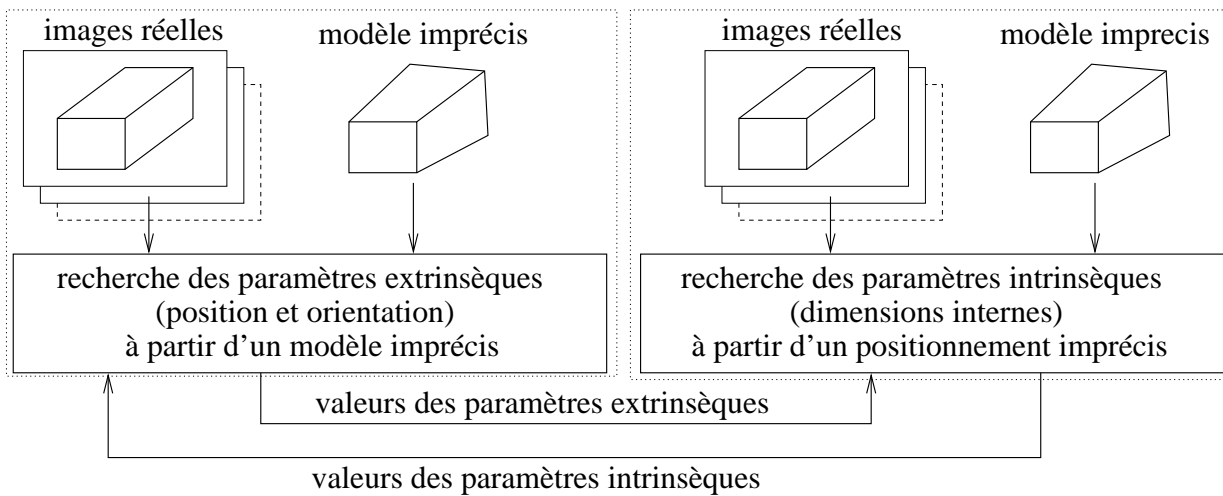 images réelles
modèle imprécis
recherche des paramètres extrinsèques
(position et orientation)
à partir d'un modèle imprécis
images réelles
modèle imprecis
recherche des paramètres intrinsèques
(dimensions internes)
à partir d'un positionnement imprécis
valeurs des paramètres extrinsèques
valeurs des paramètres intrinsèques